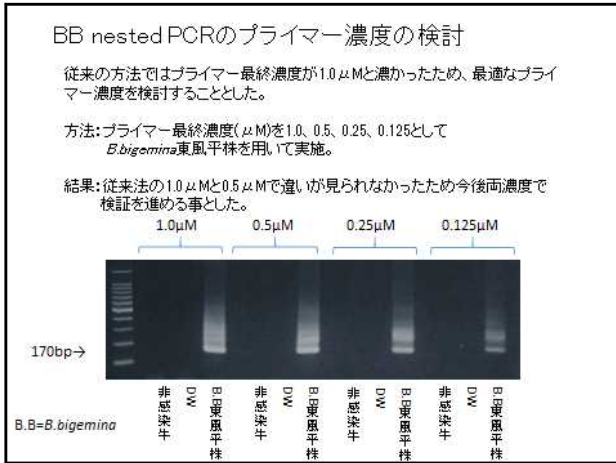 BB nested PCRのプライマー濃度の検討
従来の方法ではプライマー最終濃度が1.0μMと濃かったため、最適なプライ
マー濃度を検討することとした。
方法:プライマー最終濃度(μM)を1.0、0.5、0.25、0.125として
B.bigemina東風平株を用いて実施。
結果:従来法の1.0μMと0.5μMで違いが見られなかったため今後両濃度で
検証を進める事とした。
1.0μM
0.5μM
0.25μM
0.125μM
170bp→
非感染牛
DW
B.B東風平株
非感染牛
DW
B.B東風平株
非感染牛
DW
B.B東風平株
非感染牛
DW
B.B東風平株
B.B=B.bigemina